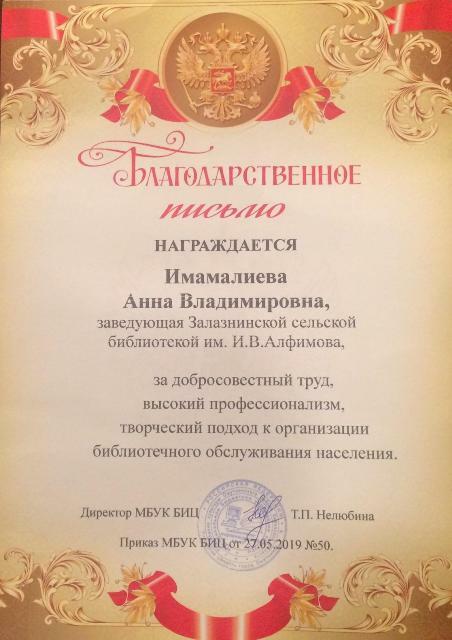 БЛАГОДАРСТВЕННОЕ
письмо
НАГРАЖДАЕТСЯ
Имамалиева
Анна Владимировна,
заведующая Залазнинской сельской
библиотекой им. И.В.Алфимова,
за добросовестный труд,
высокий профессионализм,
творческий подход к организации
библиотечного обслуживания населения.
Директор МБУК БИЦ Т.П. Нелюбина
Приказ МБУК БИЦ от 27.05.2019 №50.